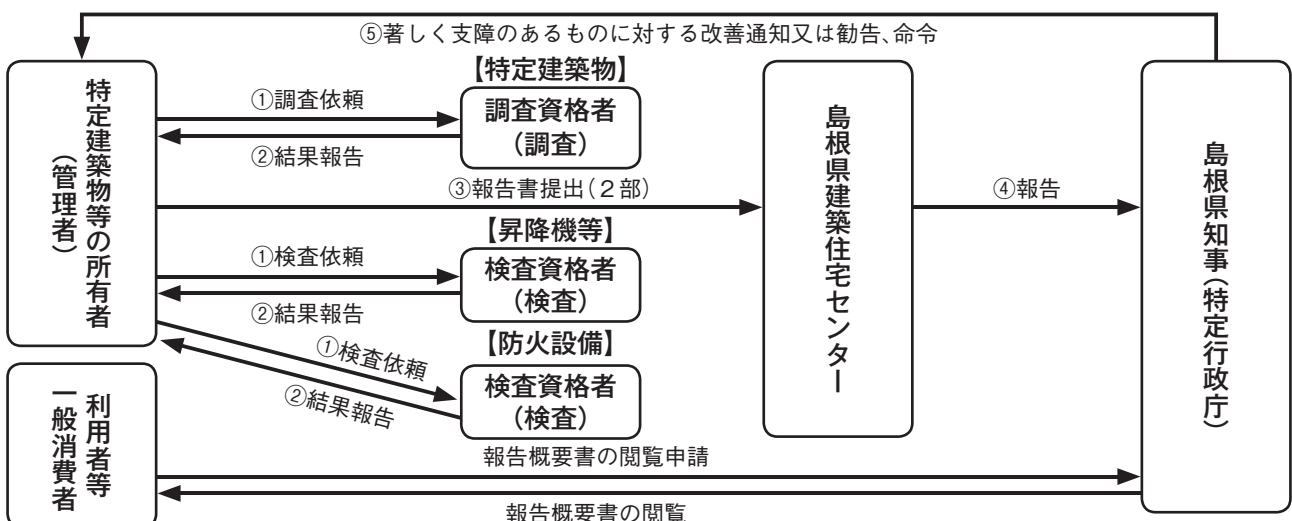 ⑤著しく支障のあるものに対する改善通知又は勧告、命令
特定建築物等の所有者
（管理者）
①調査依頼
②結果報告
【特定建築物】
調査資格者
（調査）
③報告書提出（２部）
【昇降機等】
①検査依頼
②結果報告
検査資格者
（検査）
【防火設備】
①検査依頼
②結果報告
検査資格者
（検査）
島根県建築住宅センター
④報告
島根県知事（特定行政庁）
利用者等
一般消費者
報告概要書の閲覧申請
報告概要書の閲覧